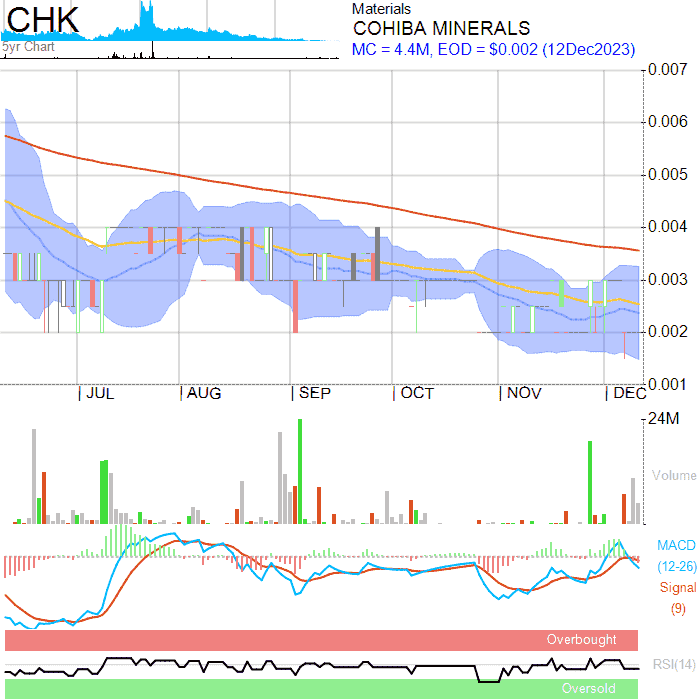 CHK
5yr Chart
Materials
COHIBA MINERALS
MC = 4.4M, EOD = $0.002 (12Dec2023)
0.007
0.006
0.005
0.004
0.003
0.002
0.001
JUL
AUG
SEP
OCT
NOV
DEC
24M
Volume
MACD
(12-26)
Signal
(9)
Overbought
RSI(14)
Oversold